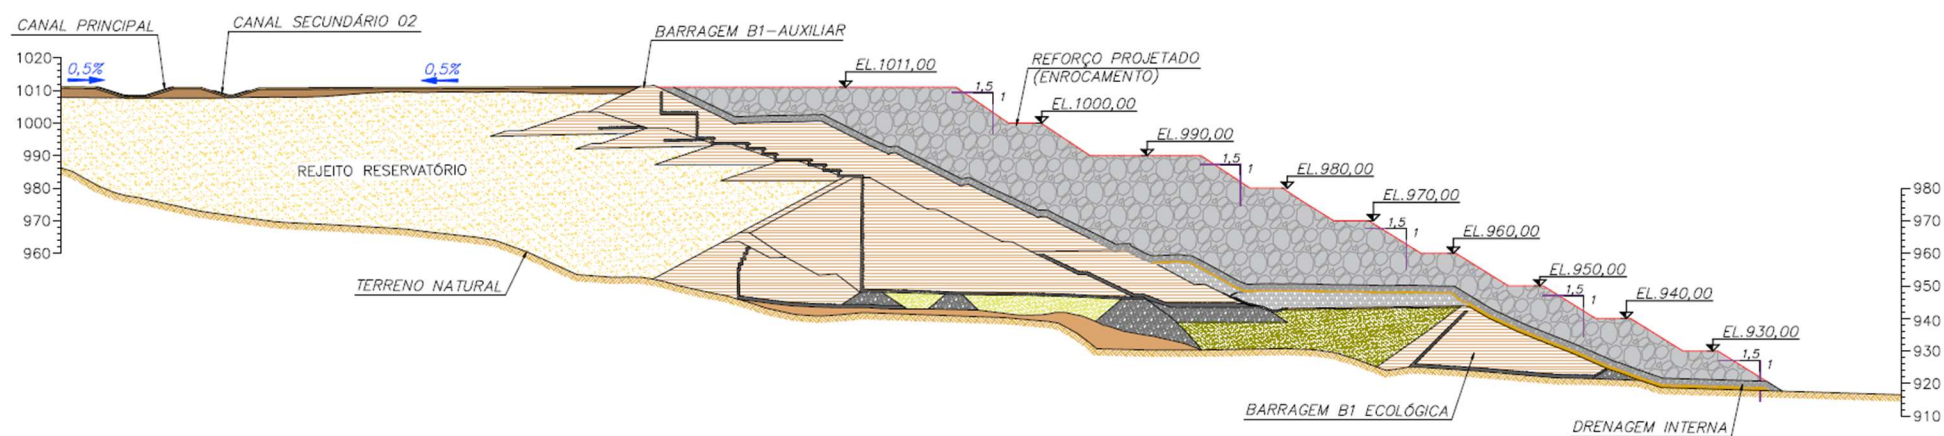 CANAL PRINCIPAL
CANAL SECUNDÁRIO 02
BARRAGEM B1-AUXILIAR
EL.1011,00
REFORÇO PROJETADO
(ENROCAMENTO)
0,5%
0,5%
1,5
1
EL.1000,00
EL.990,00
1,5
1
EL.980,00
EL.970,00
1,5
1
EL.960,00
EL.950,00
1,5
1
EL.940,00
EL.930,00
1,5
1
1020
1010
1000
990
980
970
960
REJEITO RESERVATÓRIO
TERRENO NATURAL
BARRAGEM B1 ECOLÓGICA
DRENAGEM INTERNA
980
970
960
950
940
930
920
910